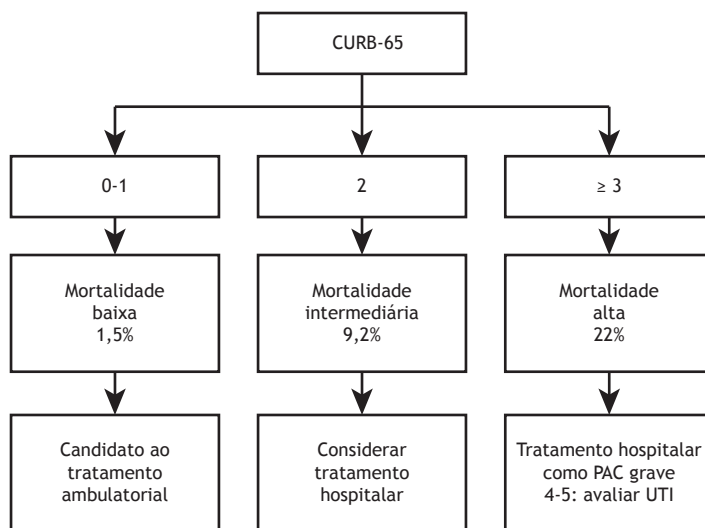 CURB-65
0-1
2
≥ 3
Mortalidade
baixa
1,5%
Mortalidade
intermediária
9,2%
Mortalidade
alta
22%
Candidato ao
tratamento
ambulatorial
Considerar
tratamento
hospitalar
Tratamento hospitalar
como PAC grave
4-5: avaliar UTI